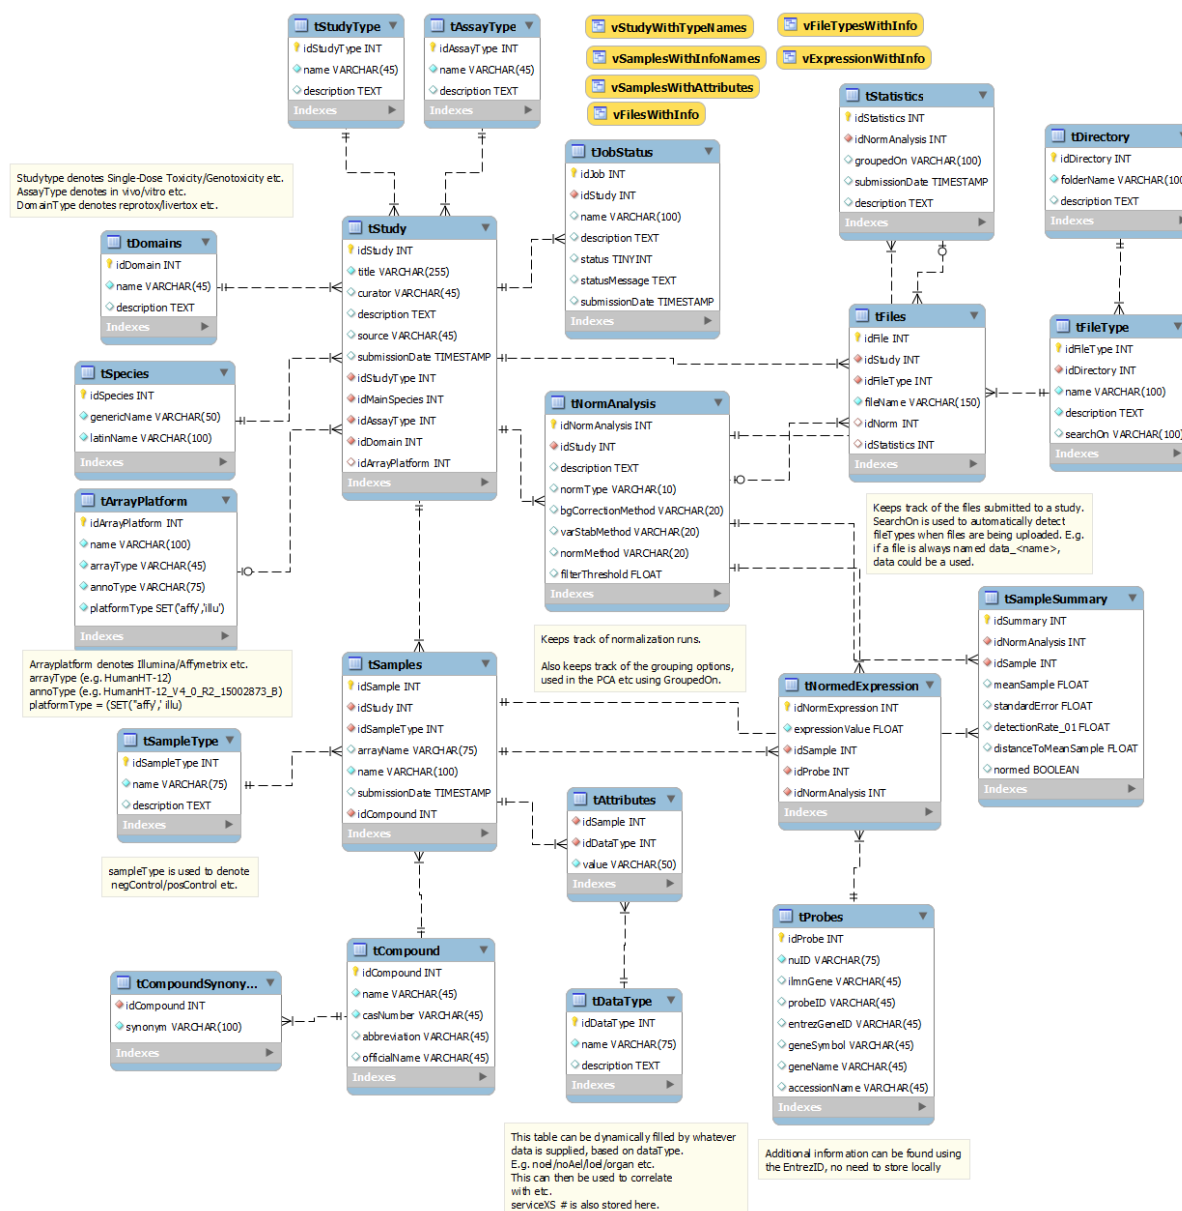 tStudyType
idStudyType INT
name VARCHAR(45)
description TEXT
Indexes
tAssayType
idAssayType INT
name VARCHAR(45)
description TEXT
Indexes
vStudyWithTypeNames
vSamplesWithInfoNames
vSamplesWithAttributes
vFilesWithInfo
vFileTypesWithInfo
vExpressionWithInfo
tStatistics
idStatistics INT
idNormAnalysis INT
groupedOn VARCHAR(100)
submissionDate TIMESTAMP
description TEXT
Indexes
tDirectory
idDirectory INT
folderName VARCHAR(100
description TEXT
Indexes
tJobStatus
idJob INT
idStudy INT
name VARCHAR(100)
description TEXT
status TINYINT
statusMessage TEXT
submissionDate TIMESTAMP
Indexes
Studytype denotes Single-Dose Toxicity/Genotoxicity etc.
AssayType denotes in vivo/vitro etc.
DomainType denotes reprotox/livertox etc.
tDomains
idDomain INT
name VARCHAR(45)
description TEXT
Indexes
tStudy
idStudy INT
title VARCHAR(255)
curator VARCHAR(45)
description TEXT
source VARCHAR(45)
submissionDate TIMESTAMP
idStudyType INT
idMainSpecies INT
idAssayType INT
idDomain INT
idArrayPlatform INT
Indexes
tFiles
idFile INT
idStudy INT
idFileType INT
fileName VARCHAR(150)
idNorm INT
idStatistics INT
Indexes
tFileType
idFileType INT
idDirectory INT
name VARCHAR(100)
description TEXT
searchOn VARCHAR(100)
Indexes
tSpecies
idSpecies INT
genericName VARCHAR(50)
latinName VARCHAR(100)
Indexes
tNormAnalysis
idNormAnalysis INT
idStudy INT
description TEXT
normType VARCHAR(10)
bgCorrectionMethod VARCHAR(20)
varStabMethod VARCHAR(20)
normMethod VARCHAR(20)
filterThreshold FLOAT
Indexes
tArrayPlatform
idArrayPlatform INT
name VARCHAR(100)
arrayType VARCHAR(45)
annoType VARCHAR(75)
platformType SET('affy','illu')
Indexes
Keeps track of the files submitted to a study.
SearchOn is used to automatically detect
fileTypes when files are being uploaded. E.g.
if a file is always named data_<name>,
data could be a used.
Arrayplatform denotes Illumina/Affymetrix etc.
arrayType (e.g. HumanHT-12)
annoType (e.g. HumanHT-12_V4_0_R2_15002873_B)
platformType = (SET("affy',' illu)
Keeps track of normalization runs.
Also keeps track of the grouping options,
used in the PCA etc using GroupedOn.
tSampleSummary
idSummary INT
idNormAnalysis INT
idSample INT
meanSample FLOAT
standardError FLOAT
detectionRate_01 FLOAT
distanceToMeanSample FLOAT
normed BOOLEAN
Indexes
tSamples
idSample INT
idStudy INT
idSampleType INT
arrayName VARCHAR(75)
name VARCHAR(100)
submissionDate TIMESTAMP
idCompound INT
Indexes
tNormedExpression
idNormExpression INT
expressionValue FLOAT
idSample INT
idProbe INT
idNormAnalysis INT
Indexes
tSampleType
idSampleType INT
name VARCHAR(75)
description TEXT
Indexes
sampleType is used to denote
negControl/posControl etc.
tAttributes
idSample INT
idDataType INT
value VARCHAR(50)
Indexes
tCompound
idCompound INT
name VARCHAR(45)
casNumber VARCHAR(45)
abbreviation VARCHAR(45)
officialName VARCHAR(45)
Indexes
tCompoundSynony...
idCompound INT
synonym VARCHAR(100)
Indexes
tDataType
idDataType INT
name VARCHAR(75)
description TEXT
Indexes
tProbes
idProbe INT
nuID VARCHAR(75)
ilmnGene VARCHAR(45)
probeID VARCHAR(45)
entrezGeneID VARCHAR(45)
geneSymbol VARCHAR(45)
geneName VARCHAR(45)
accessionName VARCHAR(45)
Indexes
This table can be dynamically filled by whatever
data is supplied, based on dataType.
E.g. noel/noAel/loel/organ etc.
This can then be used to correlate
with etc.
serviceXS # is also stored here.
Additional information can be found using
the EntrezID, no need to store locally